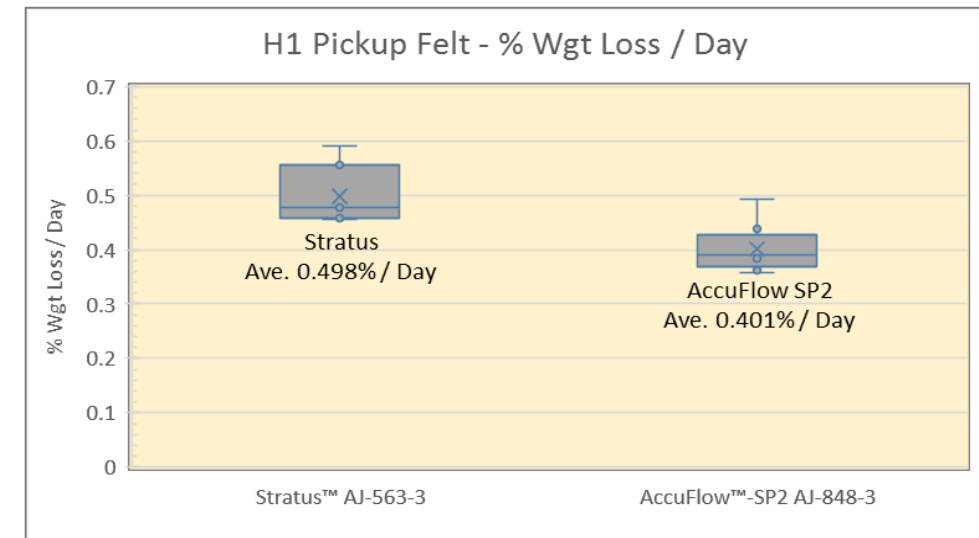 H1 Pickup Felt - % Wgt Loss / Day
% Wgt Loss/ Day
0.7
0.6
0.5
0.4
0.3
0.2
0.1
0
Stratus
Ave. 0.498% / Day
AccuFlow SP2
Ave. 0.401% / Day
Stratus™ AJ-563-3
AccuFlow™-SP2 AJ-848-3